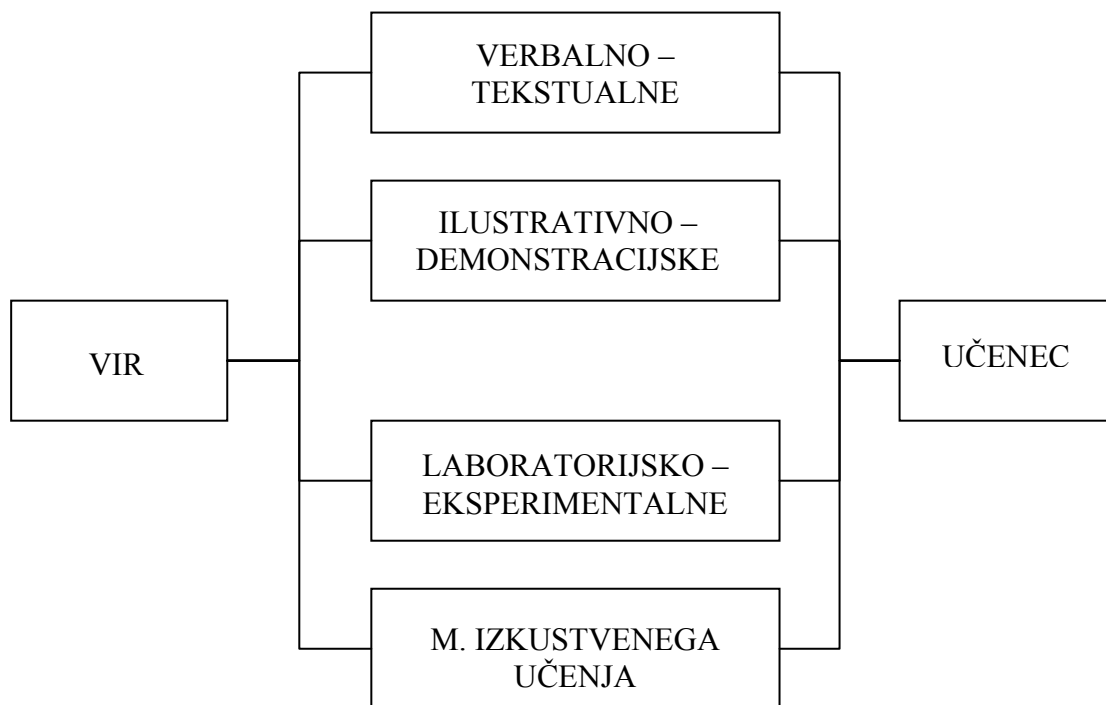 VERBALNO –
TEKSTUALNE
ILUSTRATIVNO –
DEMONSTRACIJSKE
VIR
UČENEC
LABORATORIJSKO –
EKSPERIMENTALNE
M. IZKUSTVENEGA
UČENJA